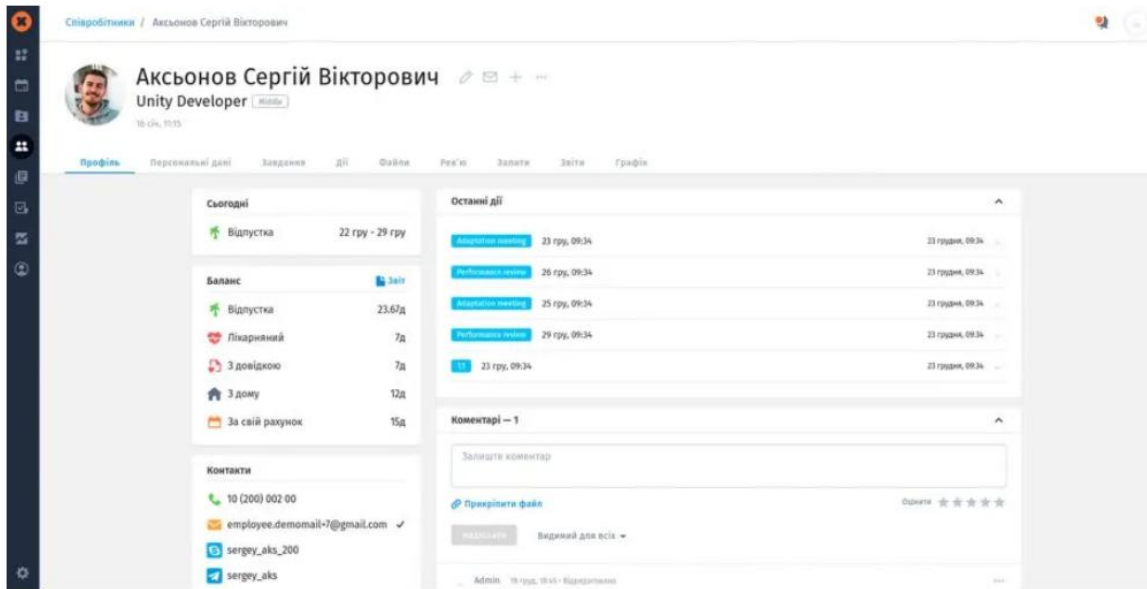 Співробітники / Аксьонов Сергій Вікторович
Аксьонов Сергій Вікторович
Unity Developer Middle
16 січ, 11:15
Профіль Персональні дані Завдання Дії Файли Рев'ю Запити Звіти Графік
Сьогодні
Відпустка 22 гру - 29 гру
Баланс Звіт
Відпустка 23.67д
Лікарняний 7д
З довідкою 7д
З дому 12д
За свій рахунок 15д
Контакти
10 (200) 002 00
employee.demomail+7@gmail.com
sergey_aks_200
sergey_aks
Останні дії
Adaptation meeting 23 гру, 09:34 23 грудня, 09:34
Performance review 26 гру, 09:34 23 грудня, 09:34
Adaptation meeting 25 гру, 09:34 23 грудня, 09:34
Performance review 29 гру, 09:34 23 грудня, 09:34
1:1 23 гру, 09:34 23 грудня, 09:34
Коментарі — 1
Залиште коментар
Прикріпити файл Оцінити
Надіслати Видимий для всіх
Admin